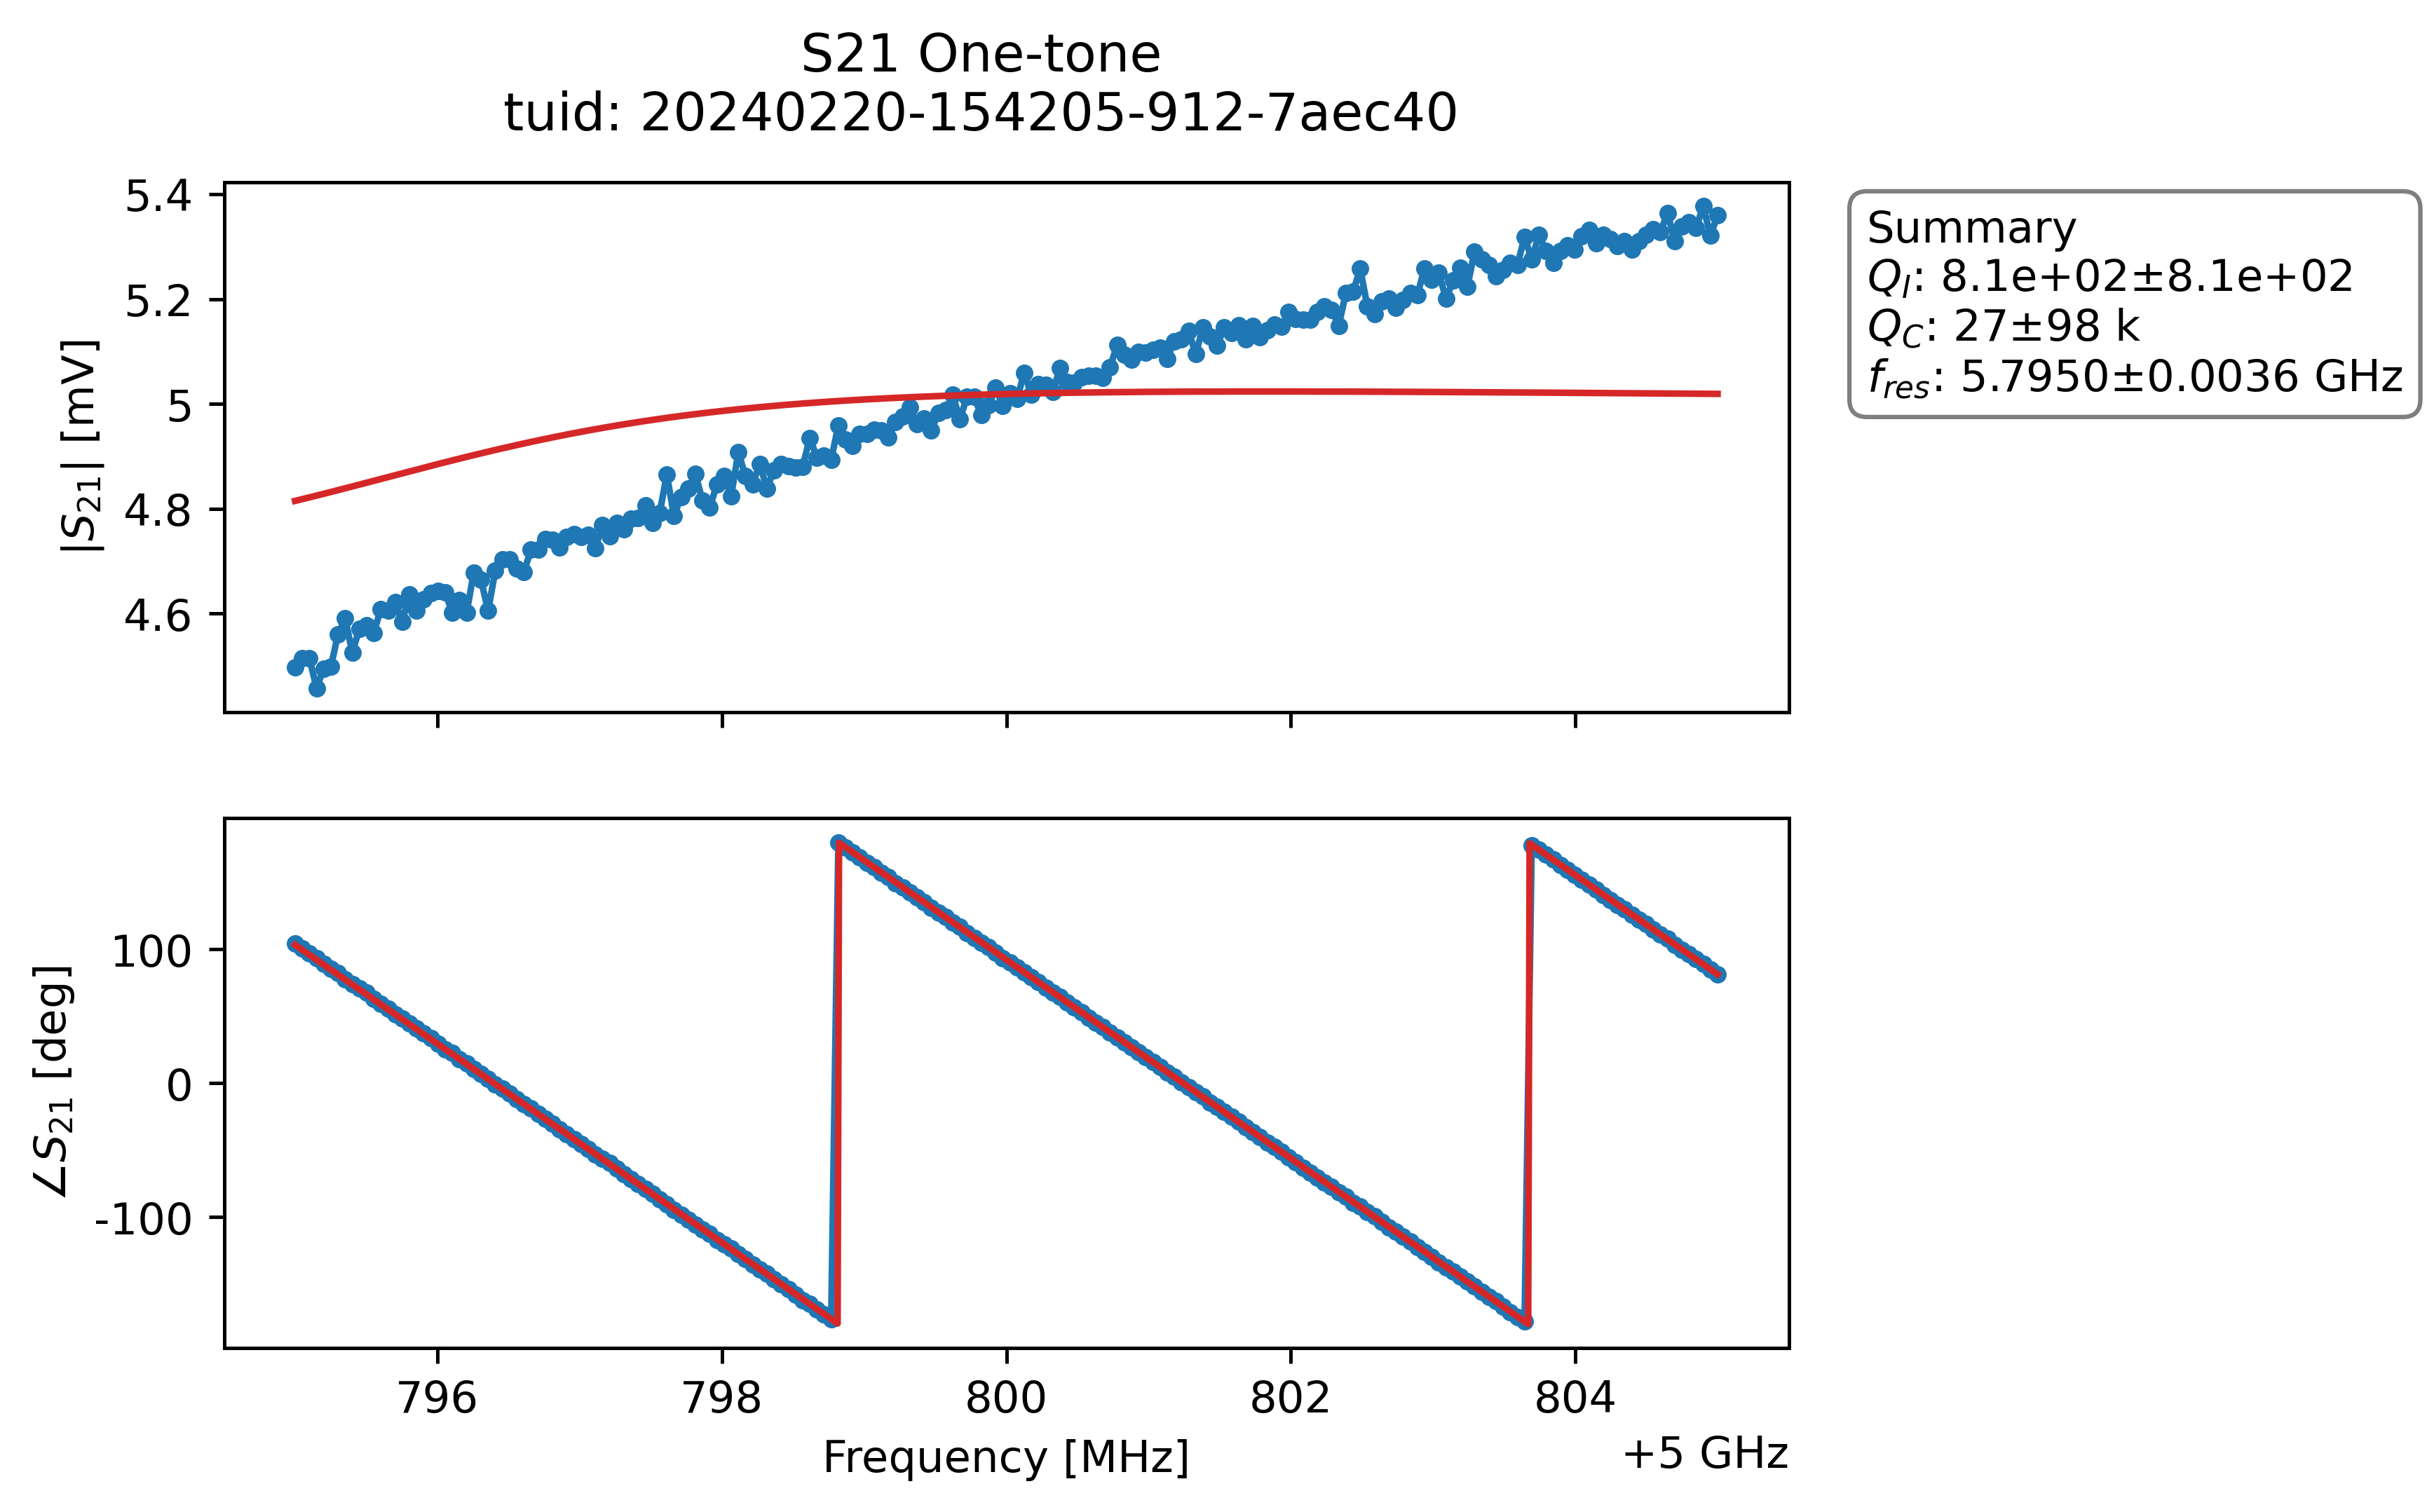 S21 One-tone
tuid: 20240220-154205-912-7aec40
|S21| [mV]
5.4
5.2
5
4.8
4.6
Summary
Ql: 8.1e+02±8.1e+02
QC: 27±98 k
fres: 5.7950±0.0036 GHz
∠S21 [deg]
100
0
-100
796 798 800 802 804
Frequency [MHz]
+5 GHz